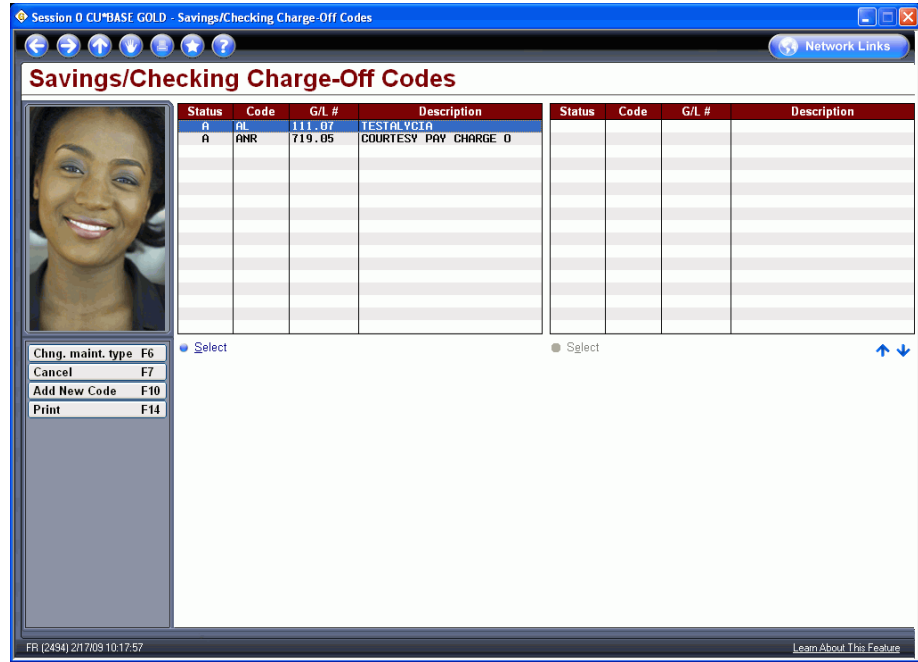 Session 0 CU*BASE GOLD - Savings/Checking Charge-Off Codes
Network Links
Savings/Checking Charge-Off Codes
Status Code G/L # Description Status Code G/L # Description
A AL 111.07 TESTALYCIA
A ANR 719.05 COURTESY PAY CHARGE O
Select Select
Chng. maint. type F6
Cancel F7
Add New Code F10
Print F14
FR (2494) 2/17/09 10:17:57 Learn About This Feature